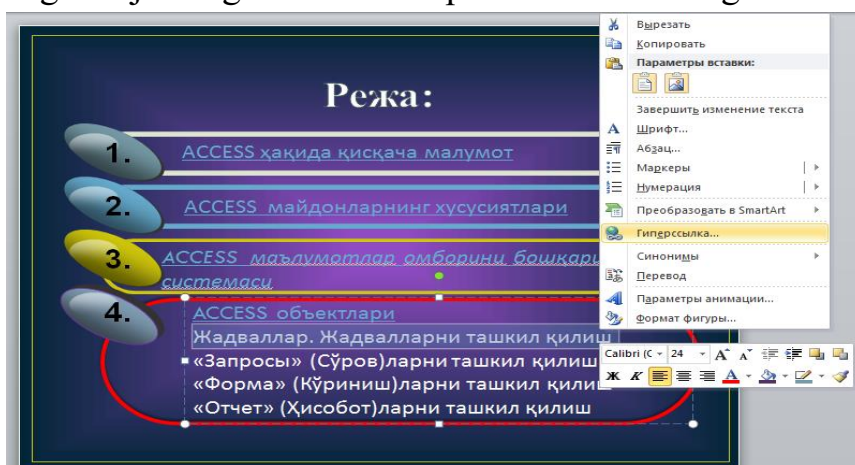 Режа:
1. ACCESS ҳақида қисқача малумот
2. ACCESS майдонларнинг хусусиятлари
3. ACCESS маълумотлар омборини бошқари
системаси
4. ACCESS объектлари
Жадваллар. Жадвалларни ташкил қилиш
«Запросы» (Сўров)ларни ташкил қилиш
«Форма» (Кўриниш)ларни ташкил қилиш
«Отчет» (Ҳисобот)ларни ташкил қилиш
Вырезать
Копировать
Параметры вставки:
Завершить изменение текста
Шрифт...
Абзац...
Маркеры
Нумерация
Преобразовать в SmartArt
Гиперссылка...
Синонимы
Перевод
Параметры анимации...
Формат фигуры...
Calibri (С 24 A A
Ж К A